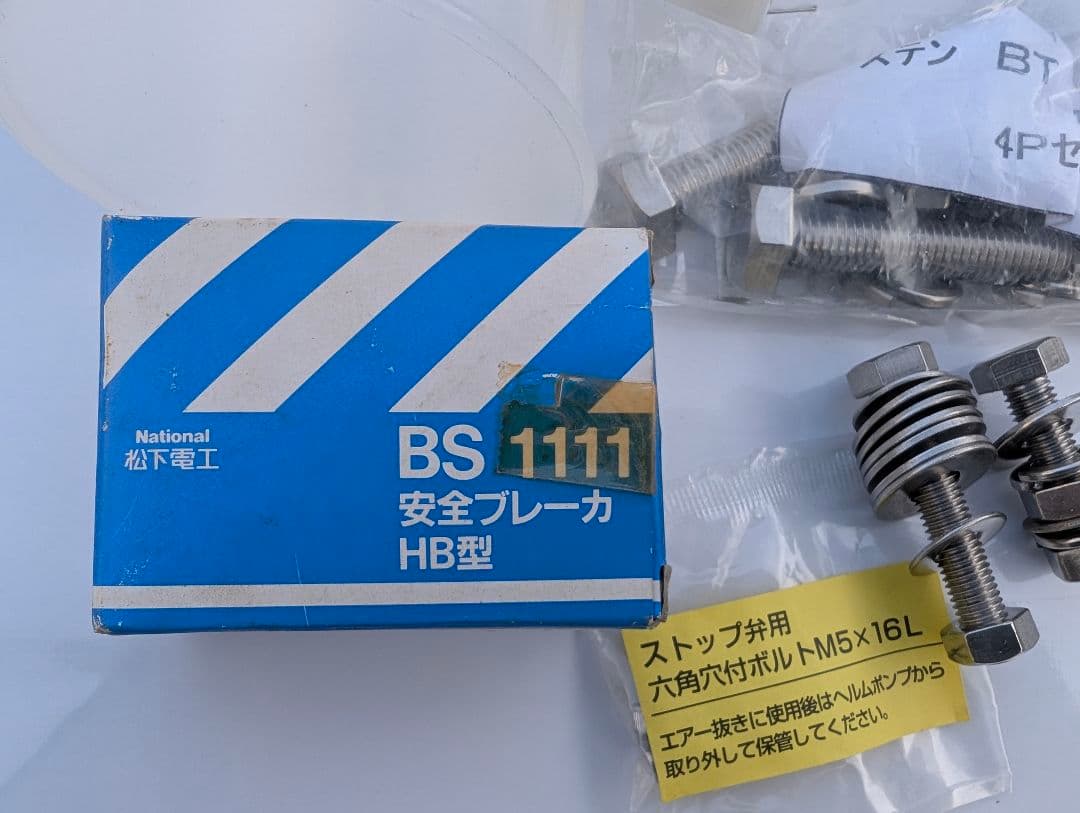 ステン BT
4Pセ
National
松下電工
BS 1111
安全ブレーカ
HB型
ストップ弁用
六角穴付ボルトM5×16L
エアー抜きに使用後はヘルムポンプから
取り外して保管してください。